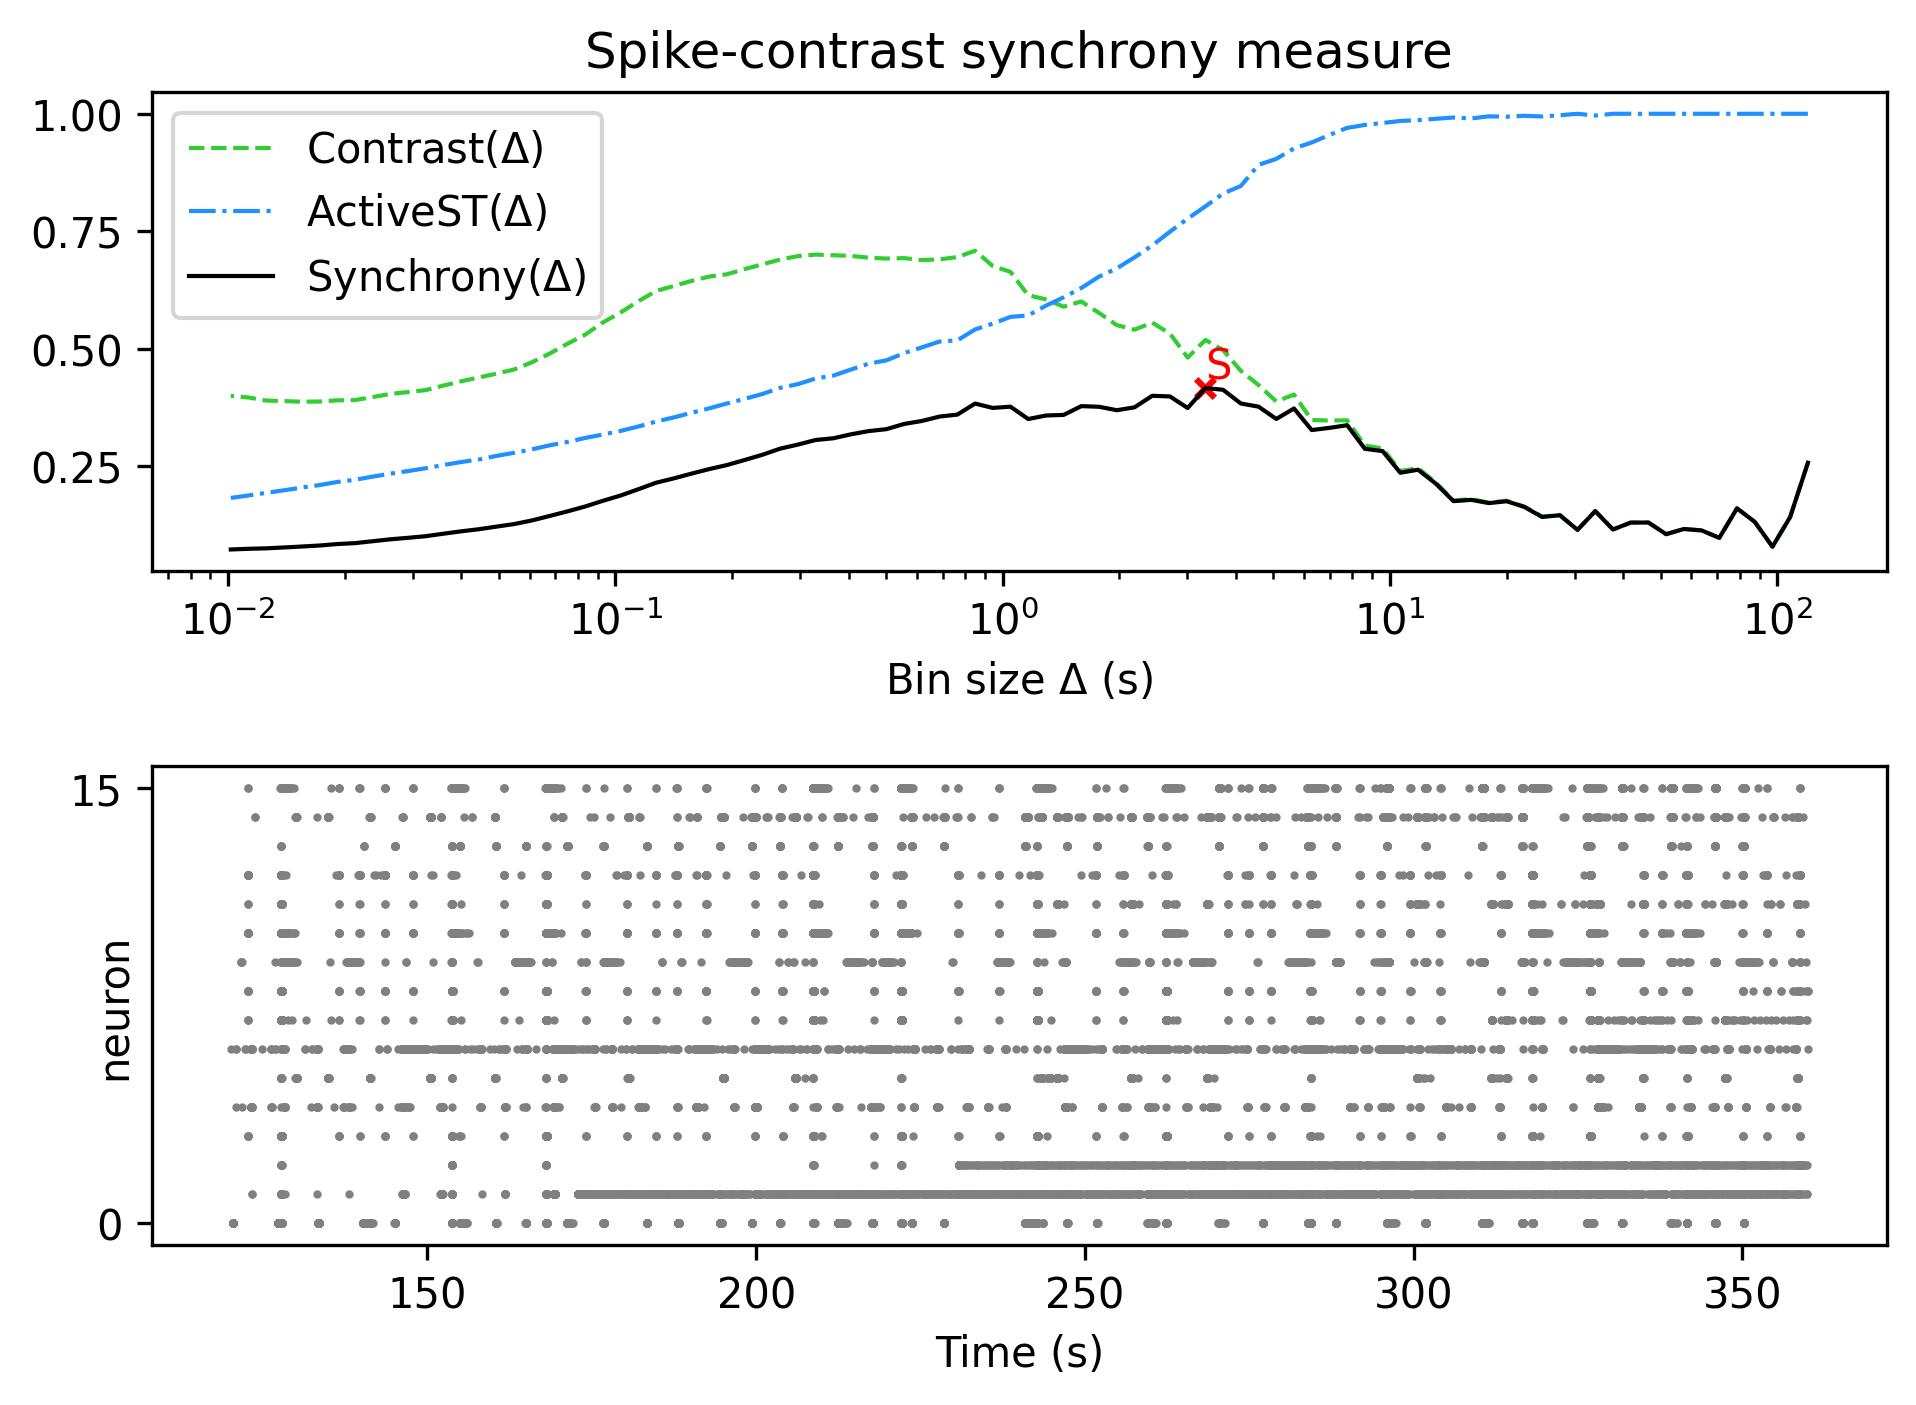 Spike-contrast synchrony measure
1.00
0.75
0.50
0.25
Contrast(Δ)
ActiveST(Δ)
Synchrony(Δ)
S
10⁻² 10⁻¹ 10⁰ 10¹ 10²
Bin size Δ (s)
15
0
neuron
150 200 250 300 350
Time (s)